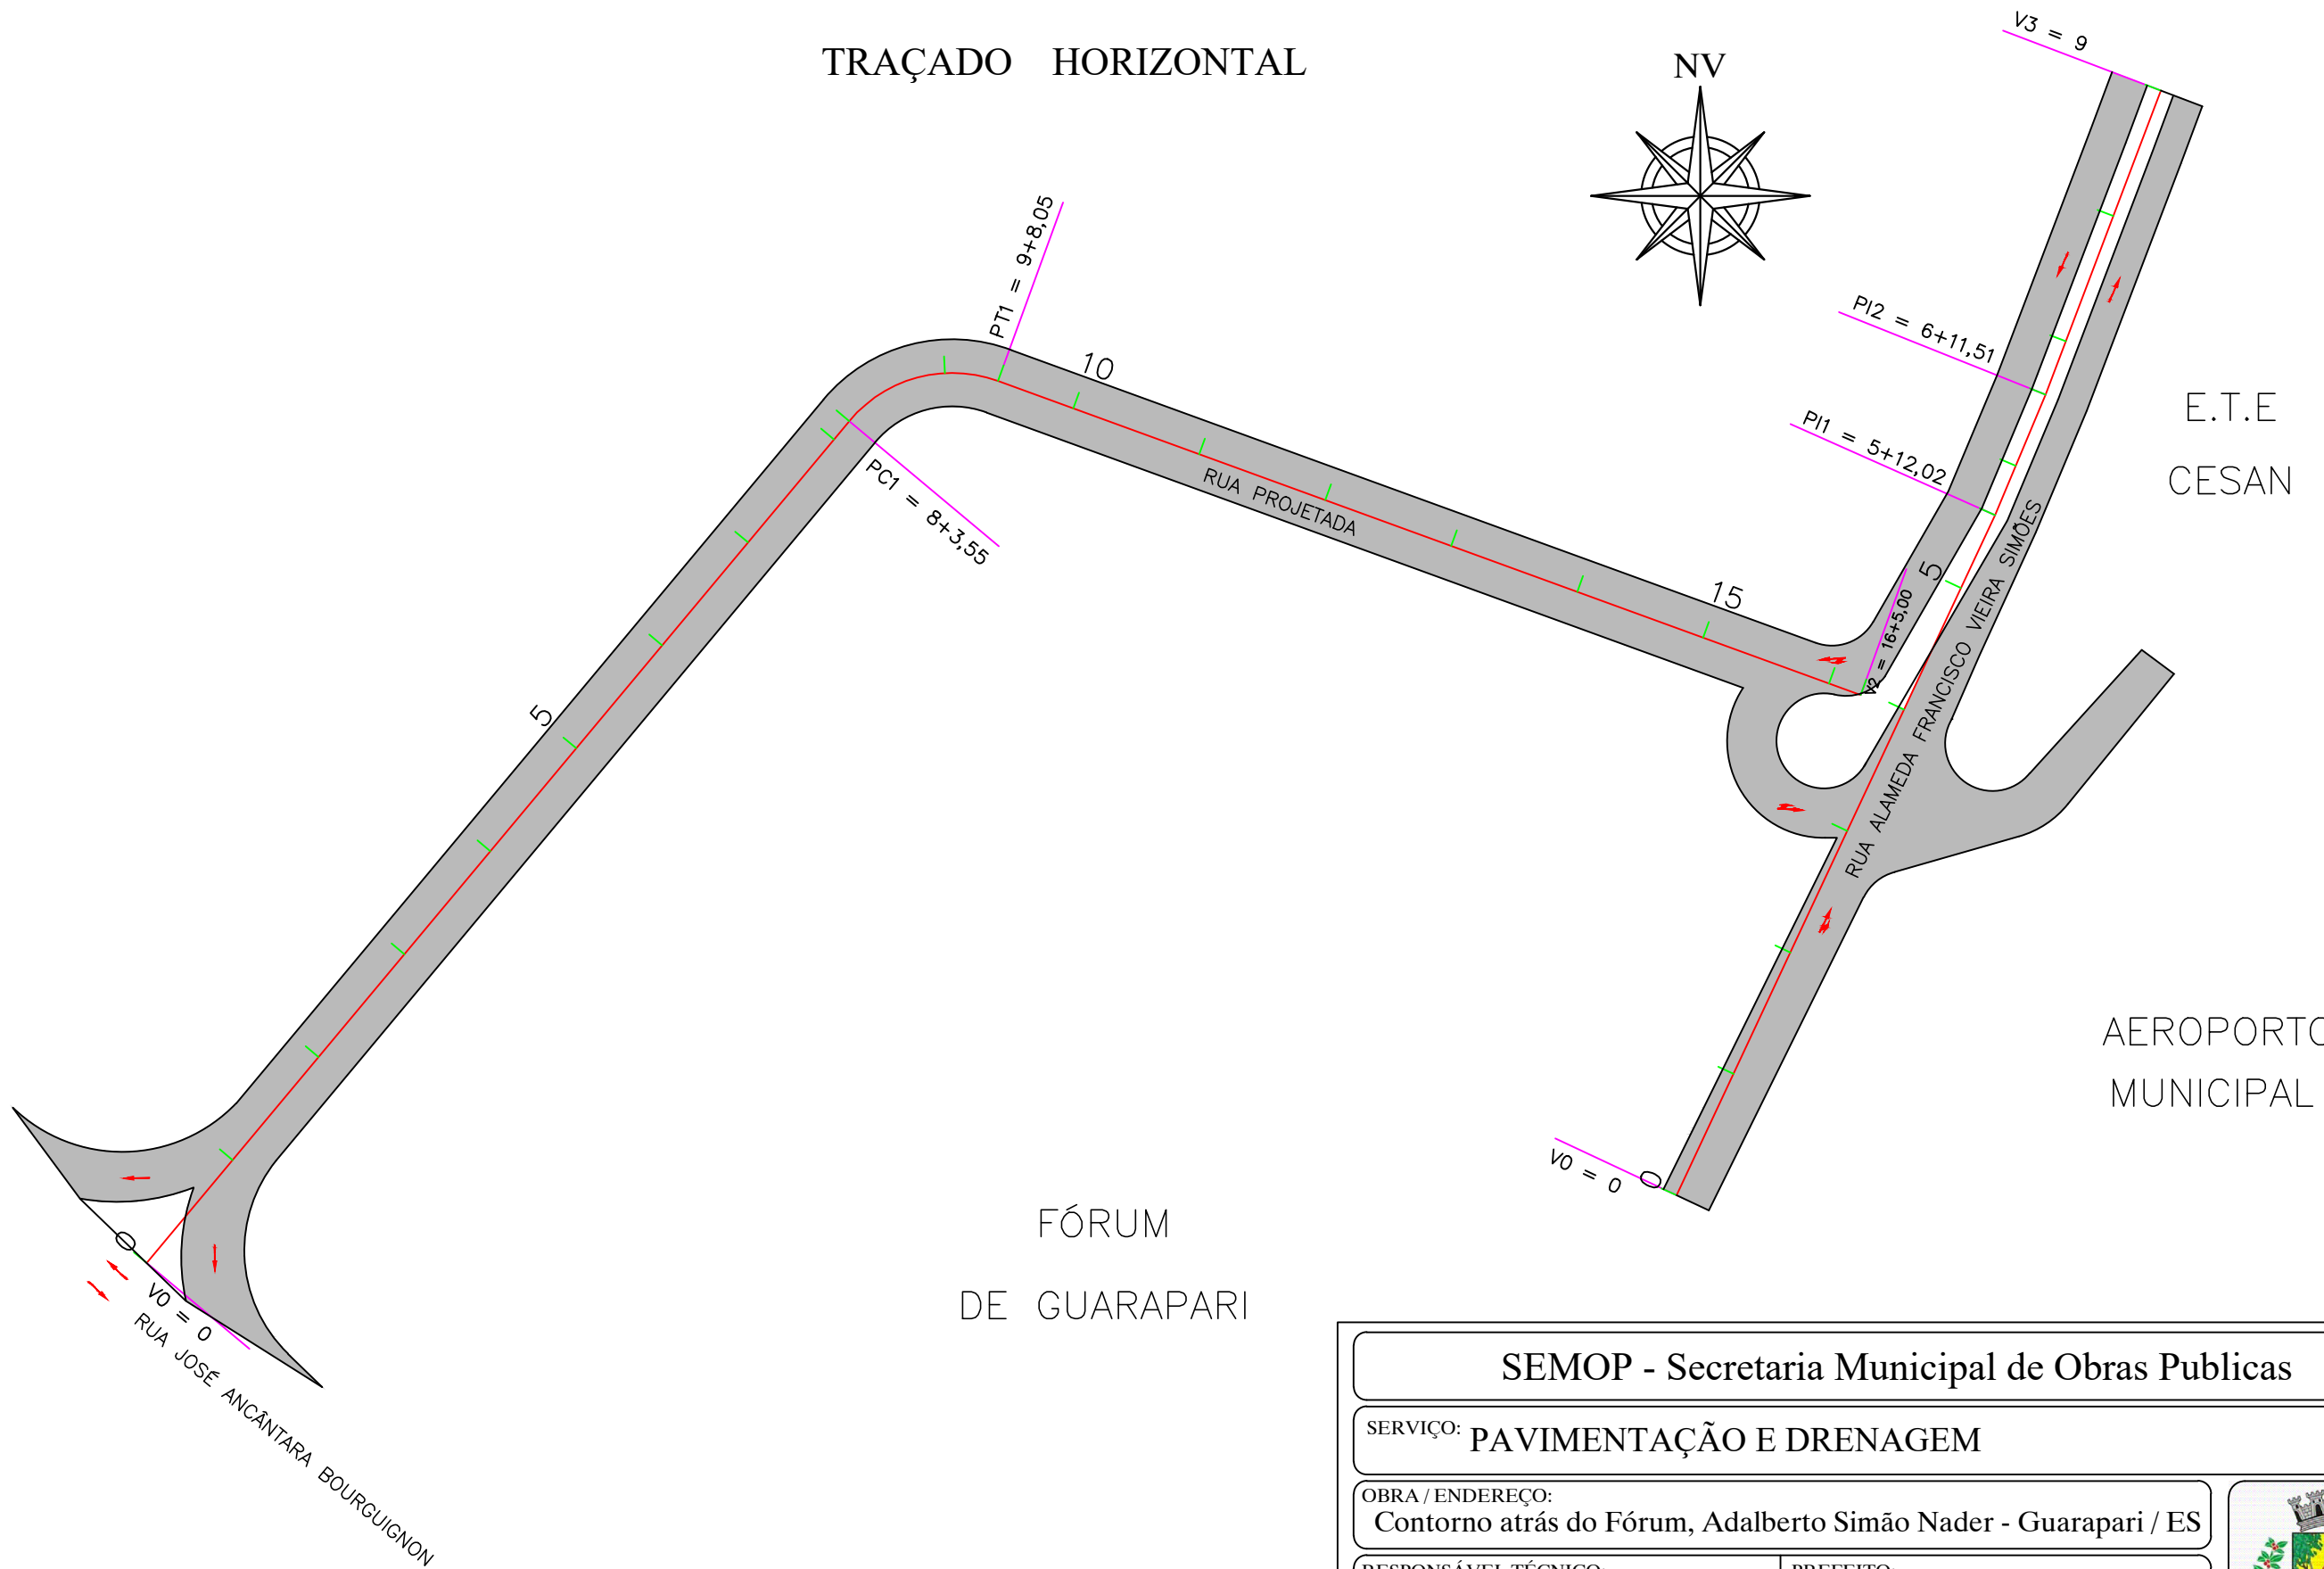 TRAÇADO HORIZONTAL
NV
V3 = 9
PT1 = 9+8,05
10
PI2 = 6+11,51
E.T.E
CESAN
PI1 = 5+12,02
PC1 = 8+3,55
RUA PROJETADA
15
5
V2 = 16+5,00
RUA ALAMEDA FRANCISCO VIEIRA SIMÕES
5
AEROPORTO
MUNICIPAL
V0 = 0
0
FÓRUM
DE GUARAPARI
0
V0 = 0
RUA JOSÉ ANCÂNTARA BOURGUIGNON
SEMOP - Secretaria Municipal de Obras Publicas
SERVIÇO: PAVIMENTAÇÃO E DRENAGEM
OBRA / ENDEREÇO:
Contorno atrás do Fórum, Adalberto Simão Nader - Guarapari / ES
RESPONSÁVEL TÉCNICO:
PREFEITO: